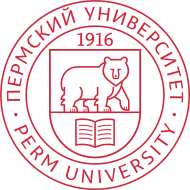 ПЕРМСКИЙ УНИВЕРСИТЕТ
1916
PERM UNIVERSITY